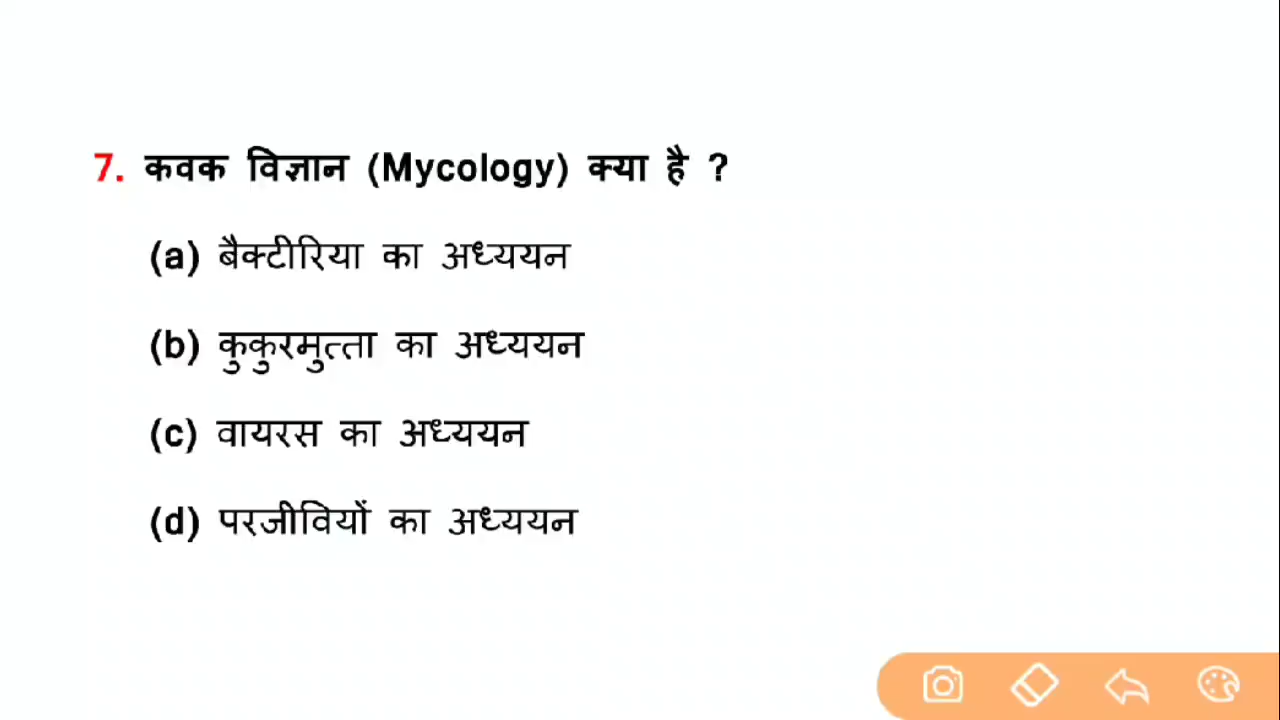 7. कवक विज्ञान (Mycology) क्या है ?
(a) बैक्टीरिया का अध्ययन
(b) कुकुरमुत्ता का अध्ययन
(c) वायरस का अध्ययन
(d) परजीवियों का अध्ययन